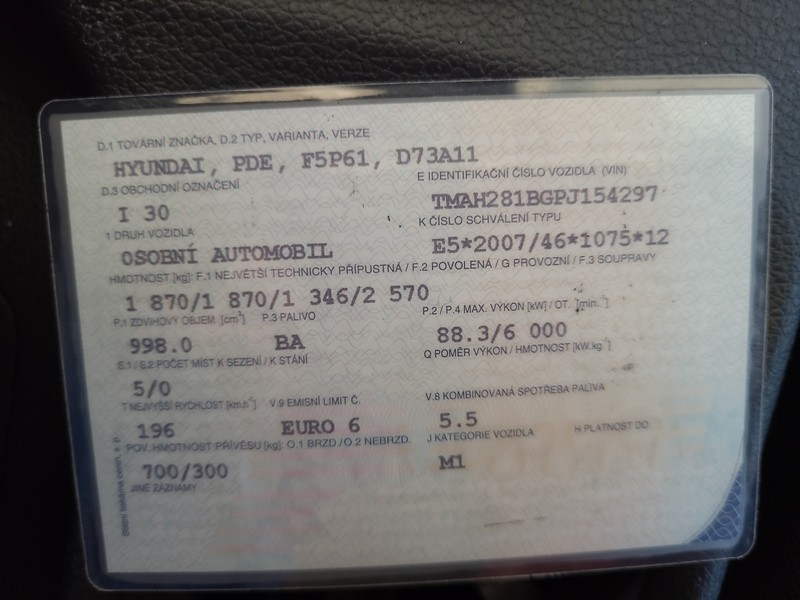 D.1 TOVÁRNÍ ZNAČKA, D.2 TYP, VARIANTA, VERZE
HYUNDAI, PDE, F5P61, D73A11
D.3 OBCHODNÍ OZNAČENÍ
E IDENTIFIKAČNÍ ČÍSLO VOZIDLA (VIN)
I 30
TMAH281BGPJ154297
1 DRUH VOZIDLA
K ČÍSLO SCHVÁLENÍ TYPU
OSOBNÍ AUTOMOBIL
E5*2007/46*1075*12
HMOTNOST [kg]: F.1 NEJVĚTŠÍ TECHNICKY PŘÍPUSTNÁ / F.2 POVOLENÁ / G PROVOZNÍ / F.3 SOUPRAVY
1 870/1 870/1 346/2 570
P.1 ZDVIHOVÝ OBJEM [cm³]
P.3 PALIVO
P.2 / P.4 MAX. VÝKON [kW] / OT. [min⁻¹]
998.0
BA
88.3/6 000
S.1 / S.2 POČET MÍST K SEZENÍ / K STÁNÍ
Q POMĚR VÝKON / HMOTNOST [kW.kg⁻¹]
5/0
T NEJVYŠŠÍ RYCHLOST [km.h⁻¹]
V.9 EMISNÍ LIMIT Č.
V.8 KOMBINOVANÁ SPOTŘEBA PALIVA
196
EURO 6
5.5
POV. HMOTNOST PŘÍVĚSU [kg]: O.1 BRZD./O.2 NEBRZD.
J KATEGORIE VOZIDLA
H PLATNOST DO
700/300
M1
JINÉ ZÁZNAMY
Státní tiskárna cenin, s. p.